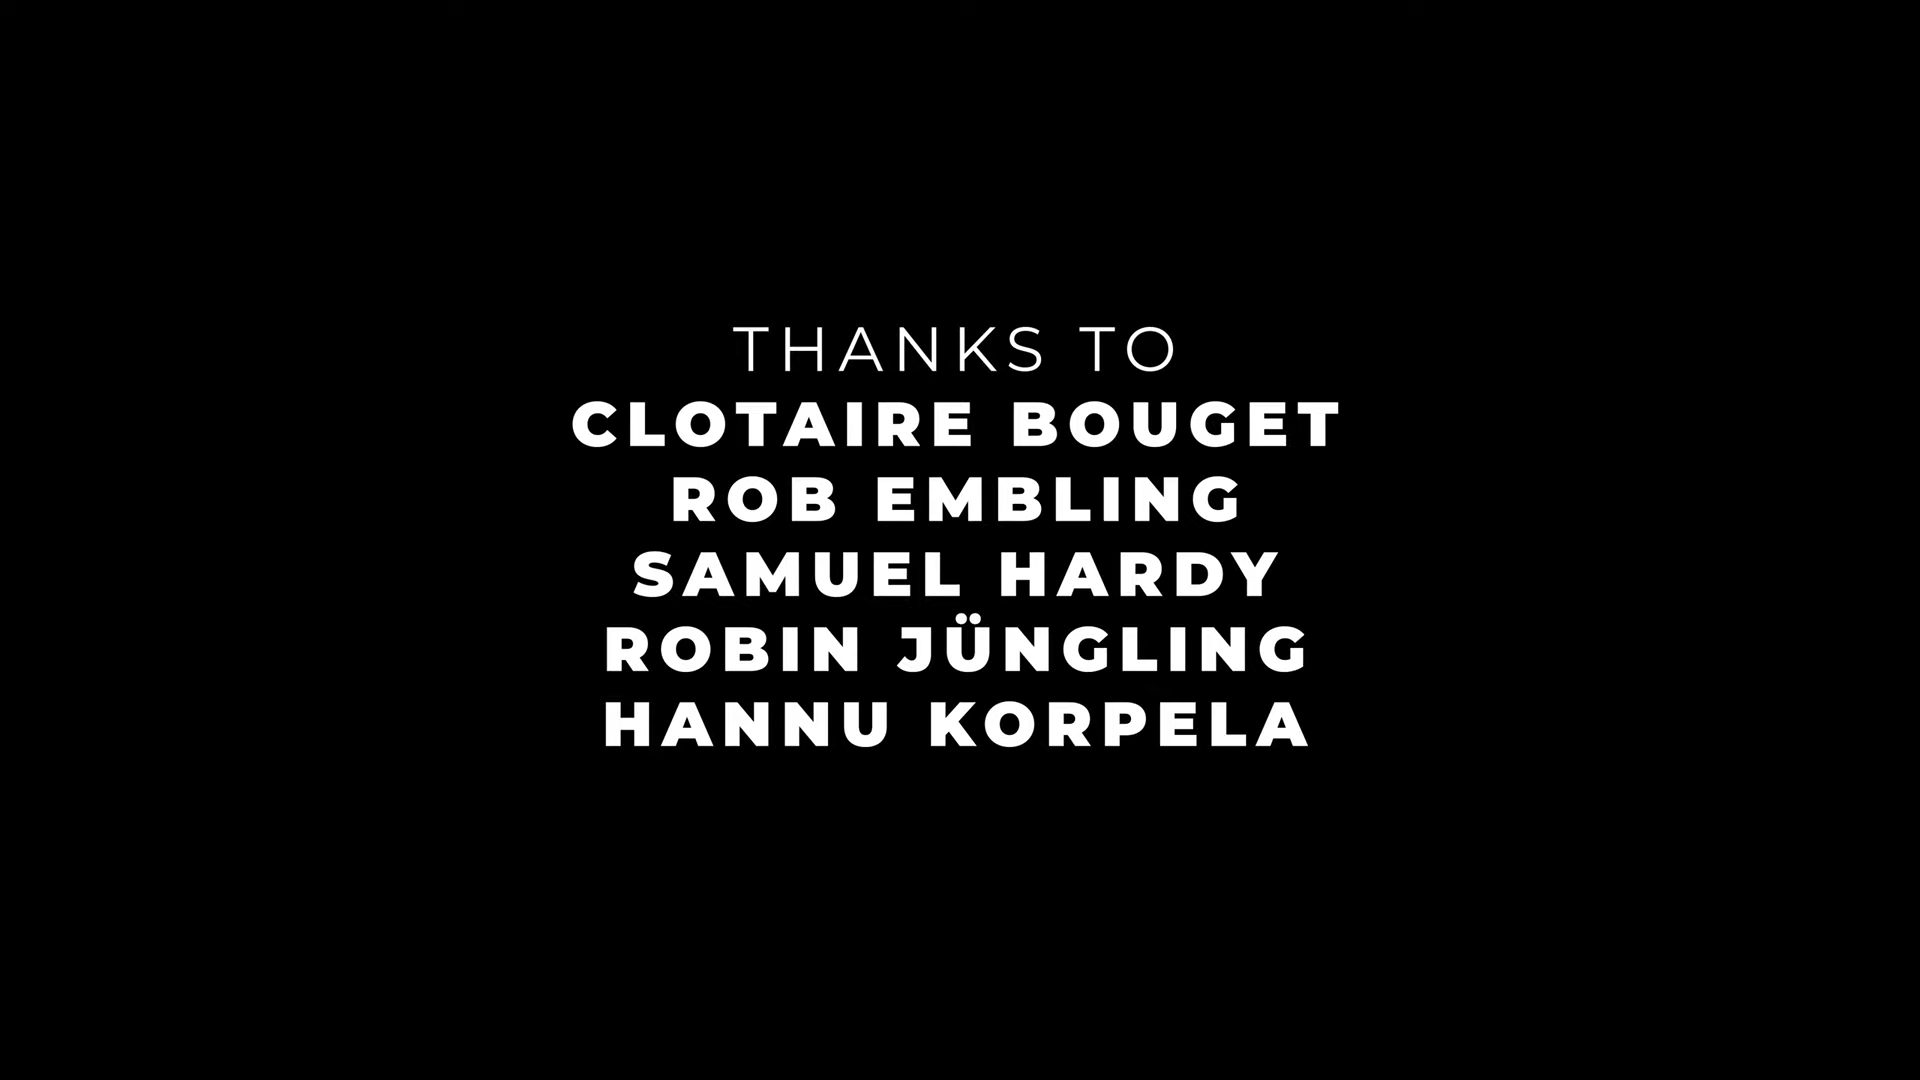 THANKS TO
CLOTAIRE BOUGET
ROB EMBLING
SAMUEL HARDY
ROBIN JÜNGLING
HANNU KORPELA